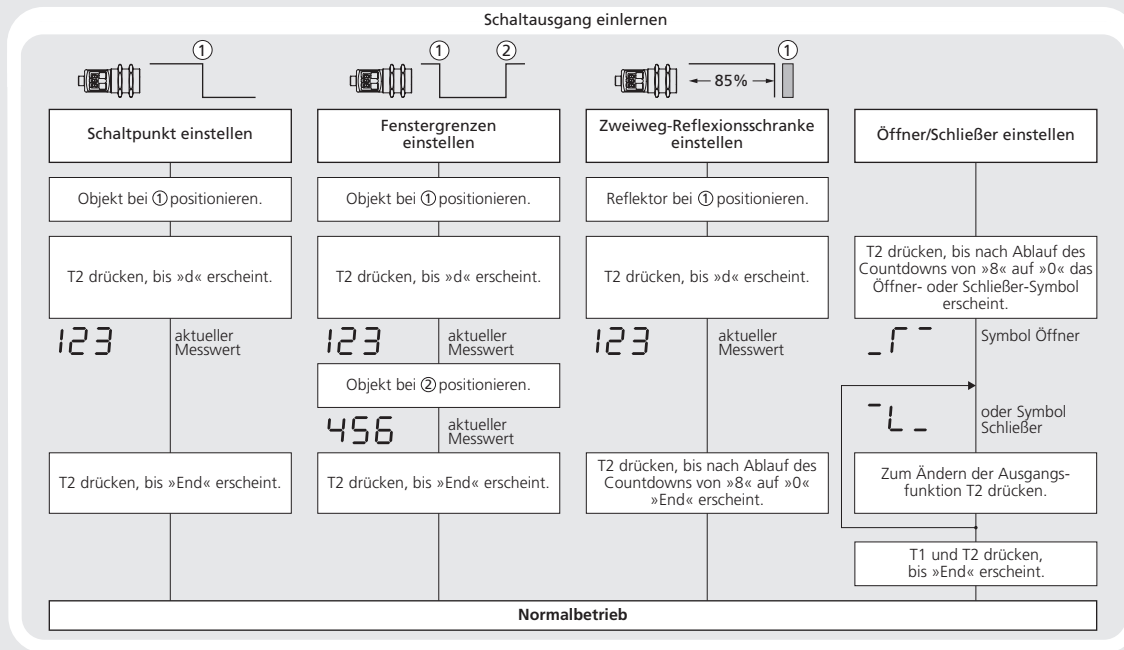 Schaltausgang einlernen
①
Schaltpunkt einstellen
Objekt bei ① positionieren.
T2 drücken, bis »d« erscheint.
123
aktueller
Messwert
T2 drücken, bis »End« erscheint.
① ②
Fenstergrenzen
einstellen
Objekt bei ① positionieren.
T2 drücken, bis »d« erscheint.
123
aktueller
Messwert
Objekt bei ② positionieren.
456
aktueller
Messwert
T2 drücken, bis »End« erscheint.
①
85%
Zweiweg-Reflexionsschranke
einstellen
Reflektor bei ① positionieren.
T2 drücken, bis »d« erscheint.
123
aktueller
Messwert
T2 drücken, bis nach Ablauf des
Countdowns von »8« auf »0«
»End« erscheint.
Öffner/Schließer einstellen
T2 drücken, bis nach Ablauf des
Countdowns von »8« auf »0« das
Öffner- oder Schließer-Symbol
erscheint.
Symbol Öffner
oder Symbol
Schließer
Zum Ändern der Ausgangs-
funktion T2 drücken.
T1 und T2 drücken,
bis »End« erscheint.
Normalbetrieb